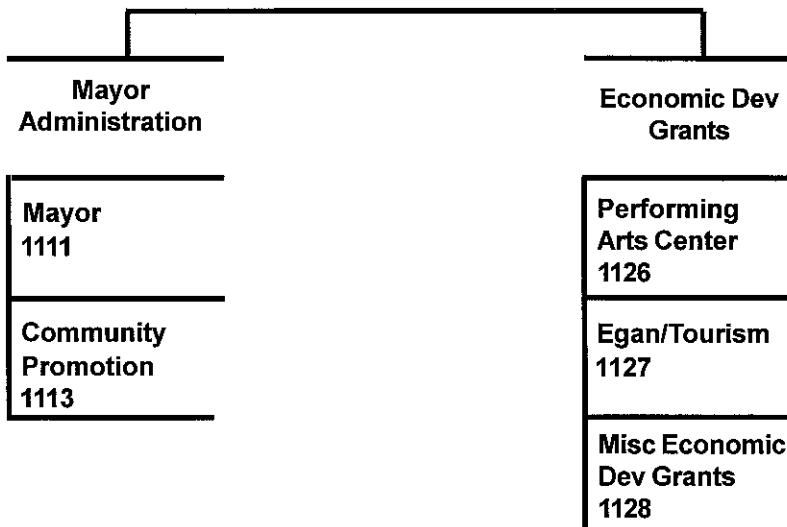 Mayor
Administration
Mayor
1111
Community
Promotion
1113
Economic Dev
Grants
Performing
Arts Center
1126
Egan/Tourism
1127
Misc Economic
Dev Grants
1128